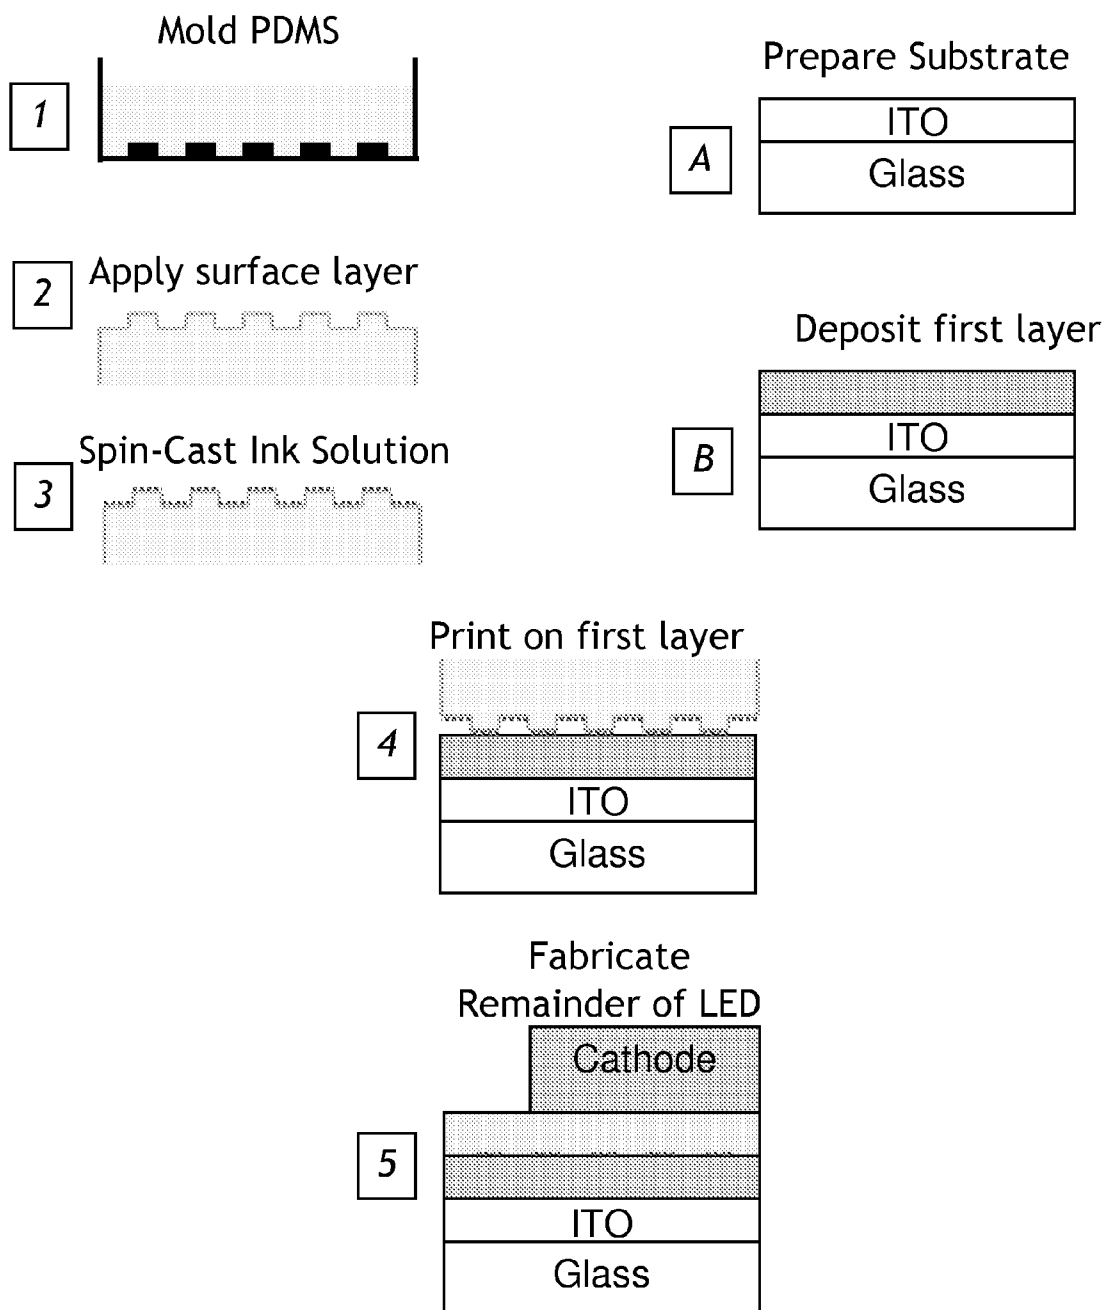 Mold PDMS
1
2
Apply surface layer
Spin-Cast Ink Solution
3
Prepare Substrate
A
ITO
Glass
Deposit first layer
B
ITO
Glass
Print on first layer
4
ITO
Glass
Fabricate
Remainder of LED
Cathode
5
ITO
Glass